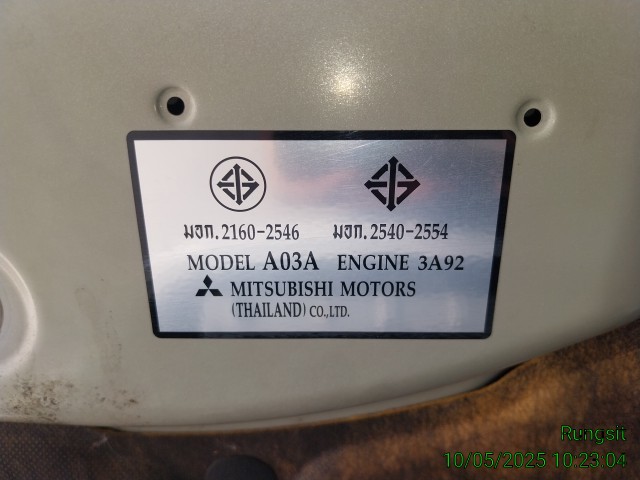 มอก.2160-2546 มอก.2540-2554
MODEL A03A ENGINE 3A92
MITSUBISHI MOTORS
(THAILAND) CO.,LTD.
Rungsit
10/05/2025 10:23:04